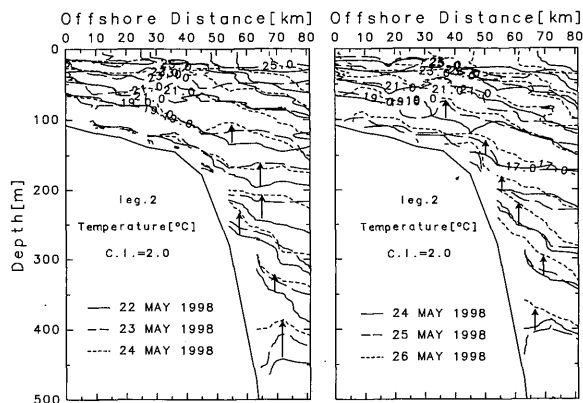 Offshore Distance[km]
0 10 20 30 40 50 60 70 80
Offshore Distance[km]
0 10 20 30 40 50 60 70 80
Depth[m]
0
100
200
300
400
500
25.0
23.0
21.0
21.0
19.0
19.0
leg.2
Temperature[°C]
C.I.=2.0
22 MAY 1998
23 MAY 1998
24 MAY 1998
25.0
23.0
21.0
21.0
17.0
17.0
leg.2
Temperature[°C]
C.I.=2.0
24 MAY 1998
25 MAY 1998
26 MAY 1998